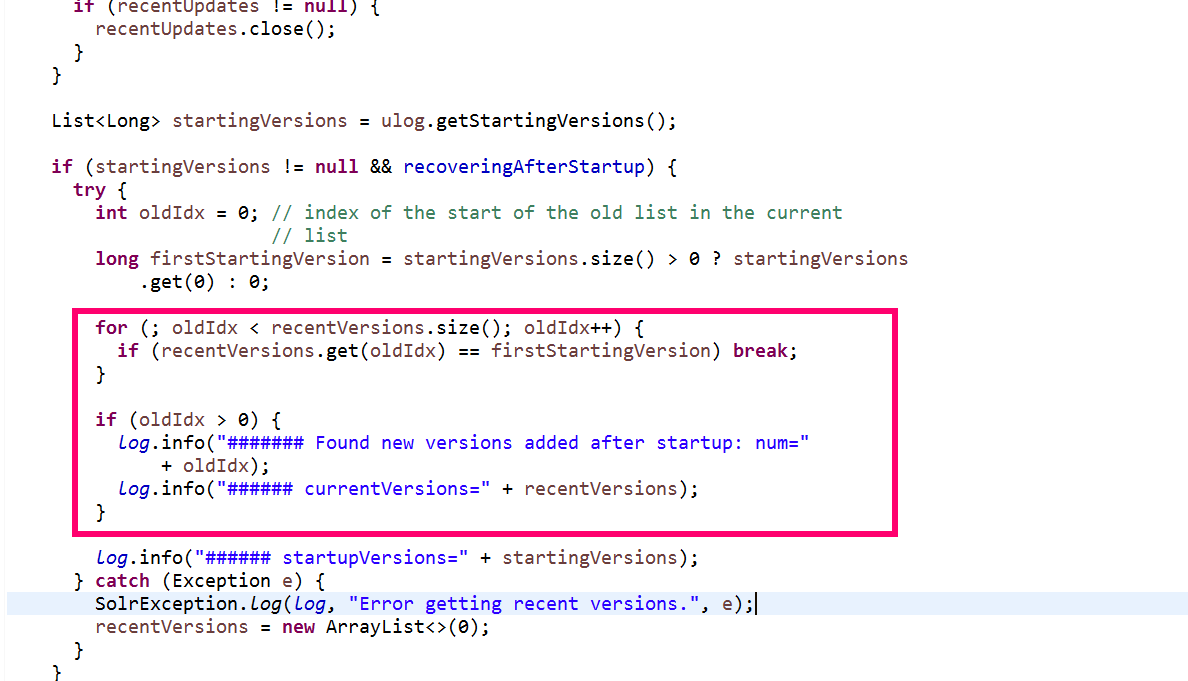 if (recentUpdates != null) {
recentUpdates.close();
}
}
List<Long> startingVersions = ulog.getStartingVersions();
if (startingVersions != null && recoveringAfterStartup) {
try {
int oldIdx = 0; // index of the start of the old list in the current
// list
long firstStartingVersion = startingVersions.size() > 0 ? startingVersions
.get(0) : 0;
for (; oldIdx < recentVersions.size(); oldIdx++) {
if (recentVersions.get(oldIdx) == firstStartingVersion) break;
}
if (oldIdx > 0) {
log.info("####### Found new versions added after startup: num="
+ oldIdx);
log.info("###### currentVersions=" + recentVersions);
}
log.info("###### startupVersions=" + startingVersions);
} catch (Exception e) {
SolrException.log(log, "Error getting recent versions.", e);
recentVersions = new ArrayList<>(0);
}
}